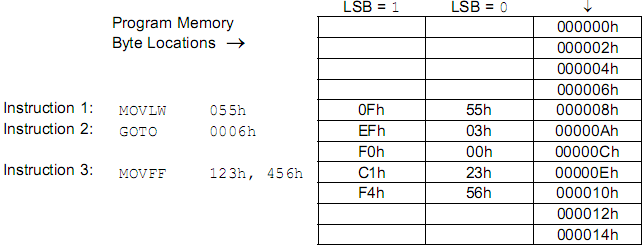 LSB = 1 LSB = 0 ↓
Program Memory 000000h
Byte Locations → 000002h
000004h
000006h
Instruction 1: MOVLW 055h 0Fh 55h 000008h
Instruction 2: GOTO 0006h EFh 03h 00000Ah
F0h 00h 00000Ch
Instruction 3: MOVFF 123h, 456h C1h 23h 00000Eh
F4h 56h 000010h
000012h
000014h